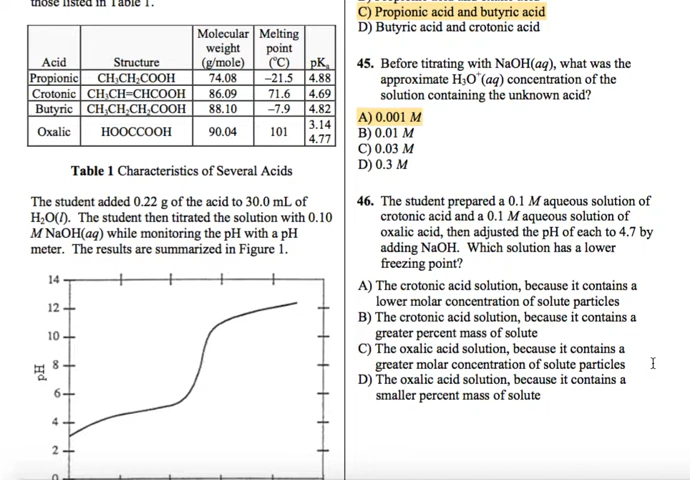 those listed in Table 1.
Acid Structure Molecular weight (g/mole) Melting point (°C) pKa
Propionic CH₃CH₂COOH 74.08 −21.5 4.88
Crotonic CH₃CH=CHCOOH 86.09 71.6 4.69
Butyric CH₃CH₂CH₂COOH 88.10 −7.9 4.82
Oxalic HOOCCOOH 90.04 101 3.14 4.77
Table 1 Characteristics of Several Acids
The student added 0.22 g of the acid to 30.0 mL of
H₂O(l). The student then titrated the solution with 0.10
M NaOH(aq) while monitoring the pH with a pH
meter. The results are summarized in Figure 1.
14
12
10
8
6
4
2
0
pH
C) Propionic acid and butyric acid
D) Butyric acid and crotonic acid
45. Before titrating with NaOH(aq), what was the
approximate H₃O⁺(aq) concentration of the
solution containing the unknown acid?
A) 0.001 M
B) 0.01 M
C) 0.03 M
D) 0.3 M
46. The student prepared a 0.1 M aqueous solution of
crotonic acid and a 0.1 M aqueous solution of
oxalic acid, then adjusted the pH of each to 4.7 by
adding NaOH. Which solution has a lower
freezing point?
A) The crotonic acid solution, because it contains a
lower molar concentration of solute particles
B) The crotonic acid solution, because it contains a
greater percent mass of solute
C) The oxalic acid solution, because it contains a
greater molar concentration of solute particles
D) The oxalic acid solution, because it contains a
smaller percent mass of solute